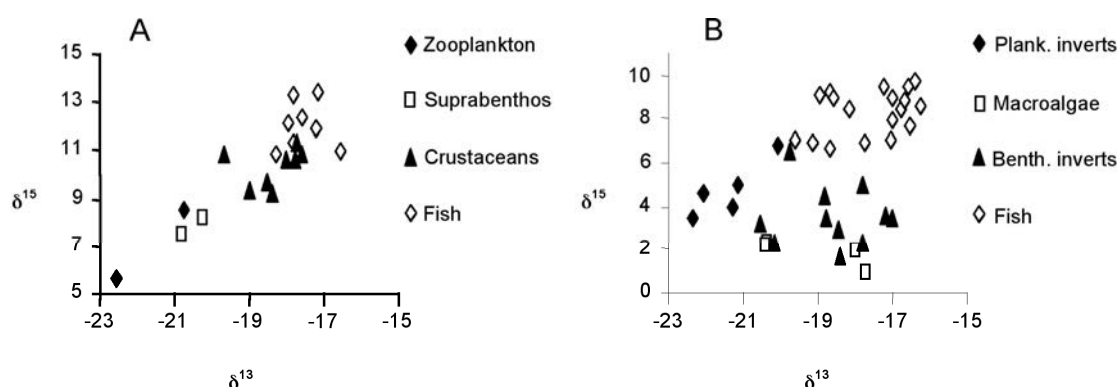 A
15
13
11
9
7
5
δ15
-23 -21 -19 -17 -15
δ13
Zooplankton
Suprabenthos
Crustaceans
Fish
B
10
8
6
4
2
0
δ15
-23 -21 -19 -17 -15
δ13
Plank. inverts
Macroalgae
Benth. inverts
Fish